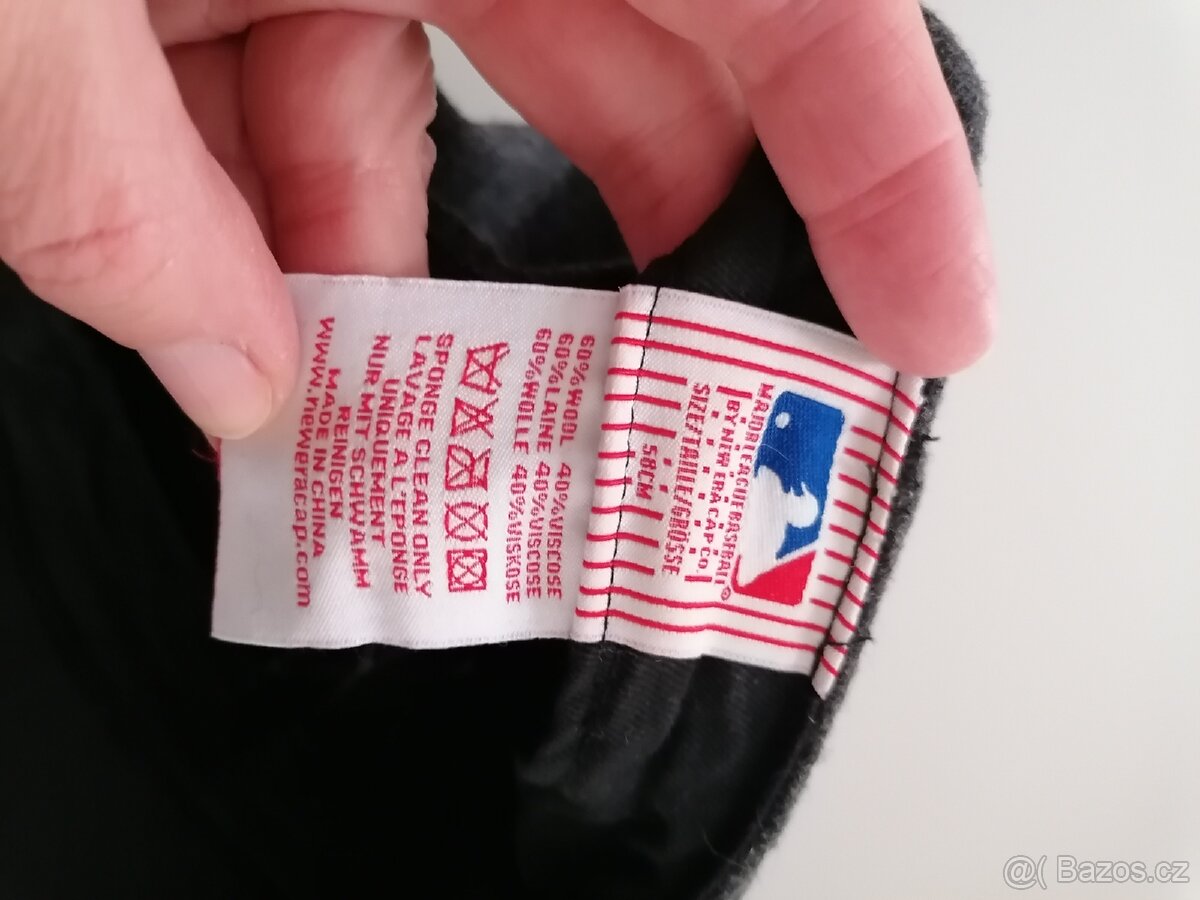 MAJOR LEAGUE BASEBALL®
BY NEW ERA CAP CO.
SIZE/TAILLE/GROSSE
58CM
60%WOOL 40%VISCOSE
60%LAINE 40%VISCOSE
60%WOLLE 40%VISKOSE
SPONGE CLEAN ONLY
LAVAGE A L'EPONGE
UNIQUEMENT
NUR MIT SCHWAMM
REINIGEN
MADE IN CHINA
www.neweracap.com
@( Bazos.cz